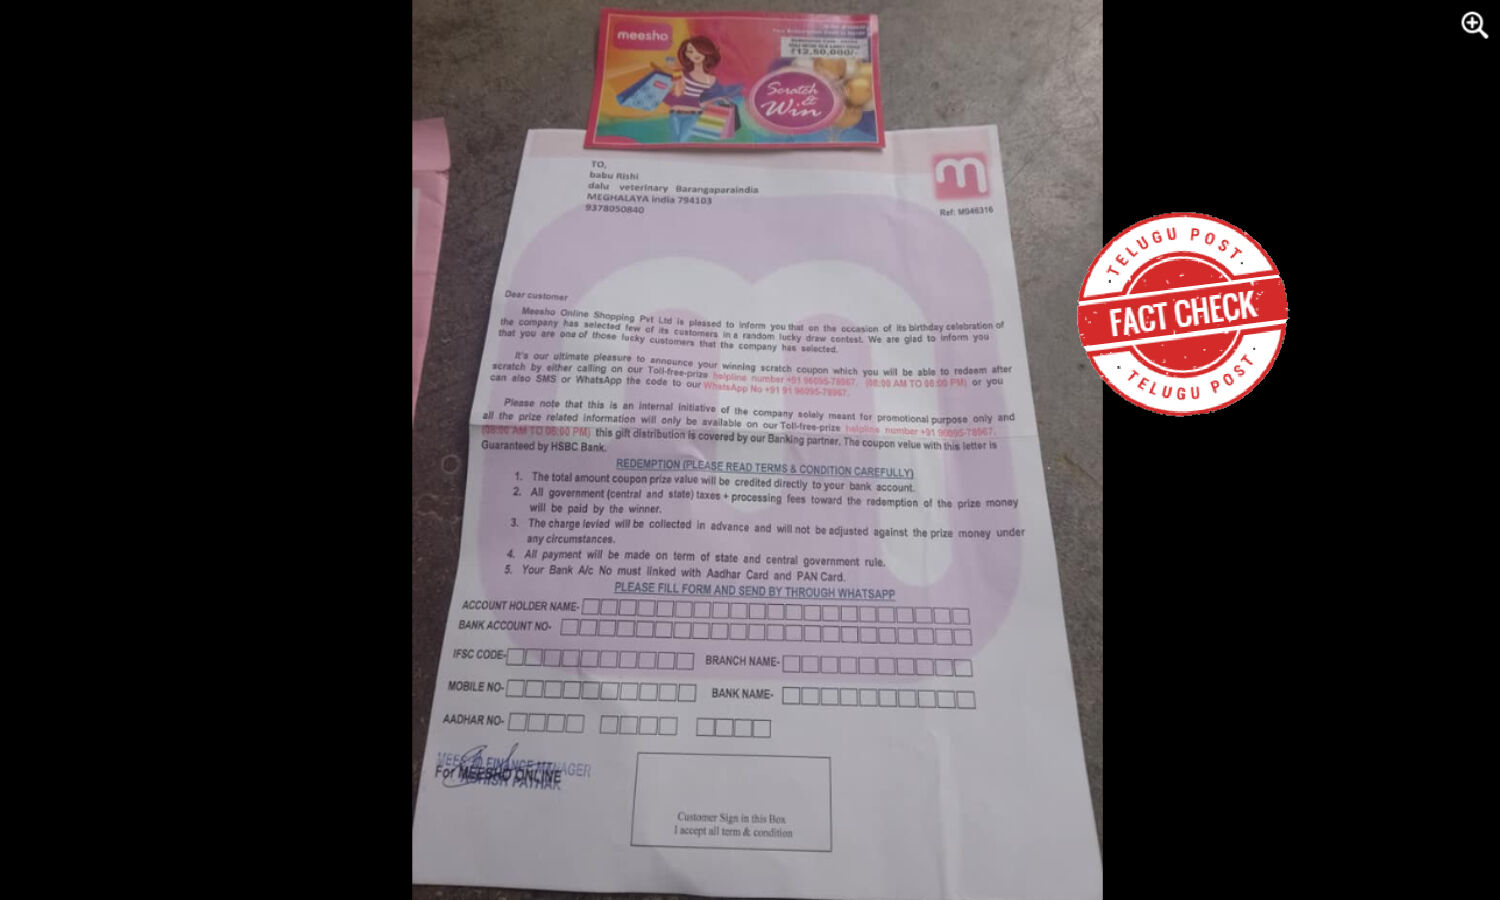 meesho
₹12,50,000/-
Scratch
&
Win
TO,
babu Rishi
dalu veterinary Barangaparaindia
MEGHALAYA india 794103
9378050840
m
Ref: M946316
Dear customer
Meesho Online Shopping Pvt Ltd is pleased to inform you that on the occasion of its birthday celebration of
the company has selected few of its customers in a random lucky draw contest. We are glad to inform you
that you are one of those lucky customers that the company has selected.
It's our ultimate pleasure to announce your winning scratch coupon which you will be able to redeem after
scratch by either calling on our Toll-free-prize helpline number +91 96095-78967. (08:00 AM TO 06:00 PM) or you
can also SMS or WhatsApp the code to our WhatsApp No +91 91 96095-78967.
Please note that this is an internal initiative of the company solely meant for promotional purpose only and
all the prize related information will only be available on our Toll-free-prize helpline number +91 96095-78967.
(08:00 AM TO 06:00 PM) this gift distribution is covered by our Banking partner. The coupon velue with this letter is
Guaranteed by HSBC Bank.
REDEMPTION (PLEASE READ TERMS & CONDITION CAREFULLY)
1. The total amount coupon prize value will be credited directly to your bank account.
2. All government (central and state) taxes + processing fees toward the redemption of the prize money
will be paid by the winner.
3. The charge levied will be collected in advance and will not be adjusted against the prize money under
any circumstances.
4. All payment will be made on term of state and central government rule.
5. Your Bank A/c No must linked with Aadhar Card and PAN Card.
PLEASE FILL FORM AND SEND BY THROUGH WHATSAPP
ACCOUNT HOLDER NAME-
BANK ACCOUNT NO-
IFSC CODE- BRANCH NAME-
MOBILE NO- BANK NAME-
AADHAR NO-
MEESHO FINANCE MANAGER
For MEESHO ONLINE
ASHISH PATHAK
Customer Sign in this Box
I accept all term & condition
TELUGU POST
FACT CHECK
TELUGU POST